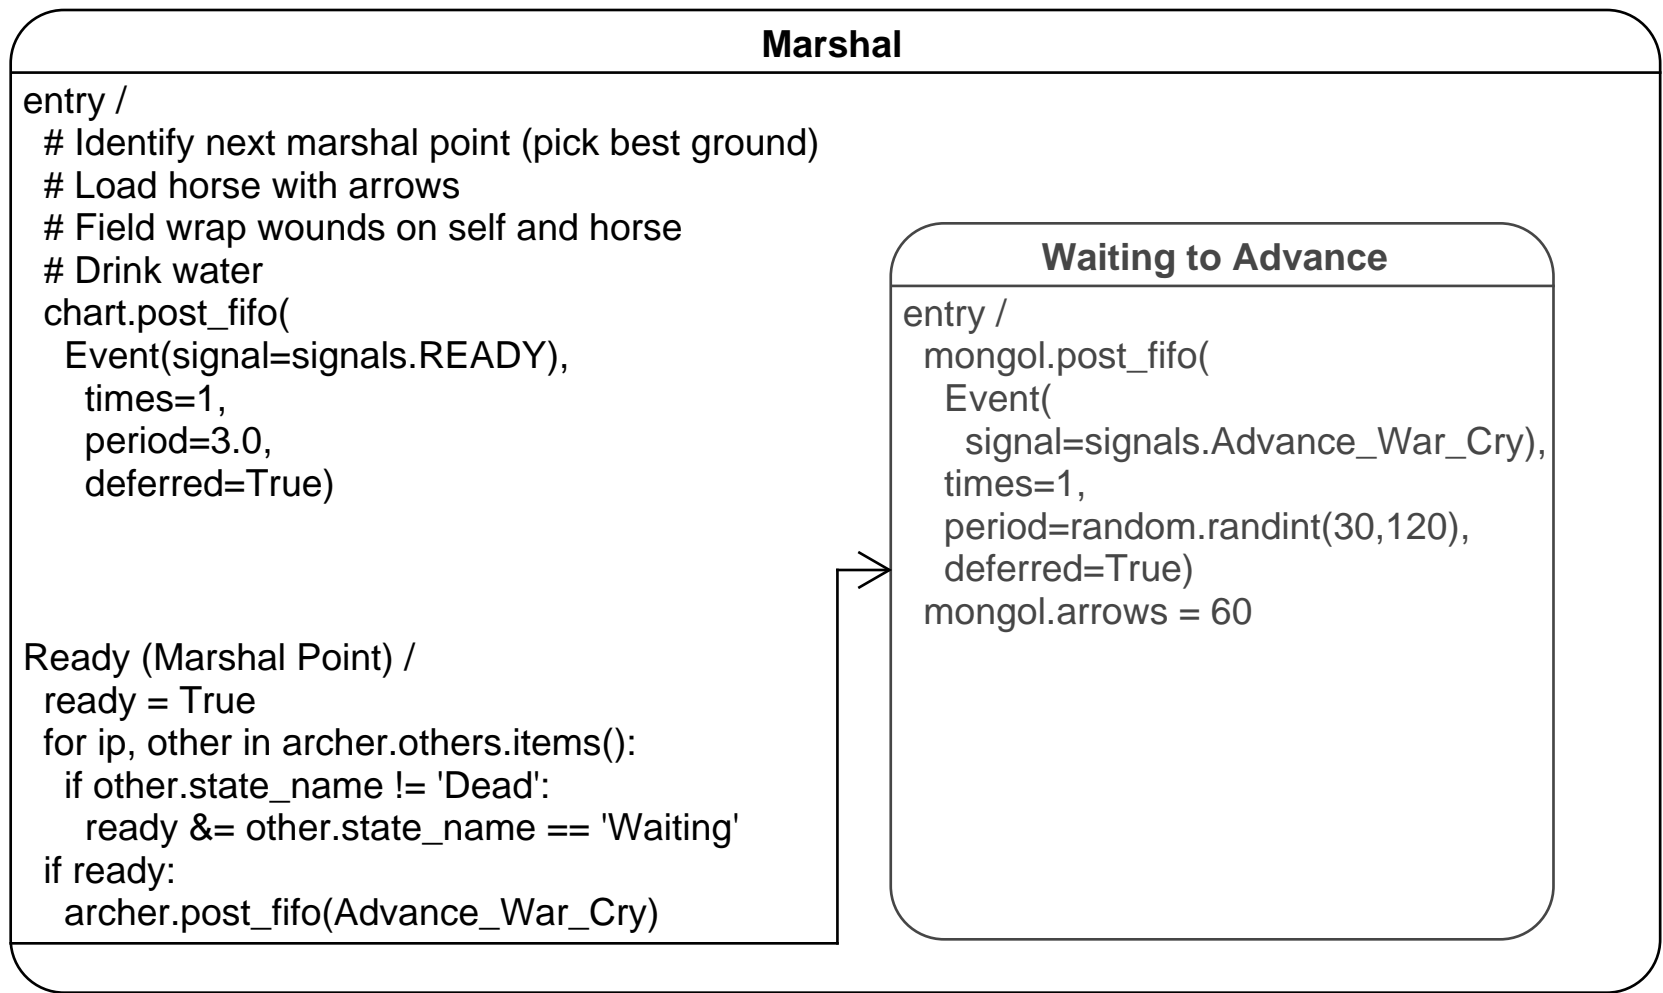 Marshal
entry /
# Identify next marshal point (pick best ground)
# Load horse with arrows
# Field wrap wounds on self and horse
# Drink water
chart.post_fifo(
Event(signal=signals.READY),
times=1,
period=3.0,
deferred=True)
Ready (Marshal Point) /
ready = True
for ip, other in archer.others.items():
if other.state_name != 'Dead':
ready &= other.state_name == 'Waiting'
if ready:
archer.post_fifo(Advance_War_Cry)
Waiting to Advance
entry /
mongol.post_fifo(
Event(
signal=signals.Advance_War_Cry),
times=1,
period=random.randint(30,120),
deferred=True)
mongol.arrows = 60